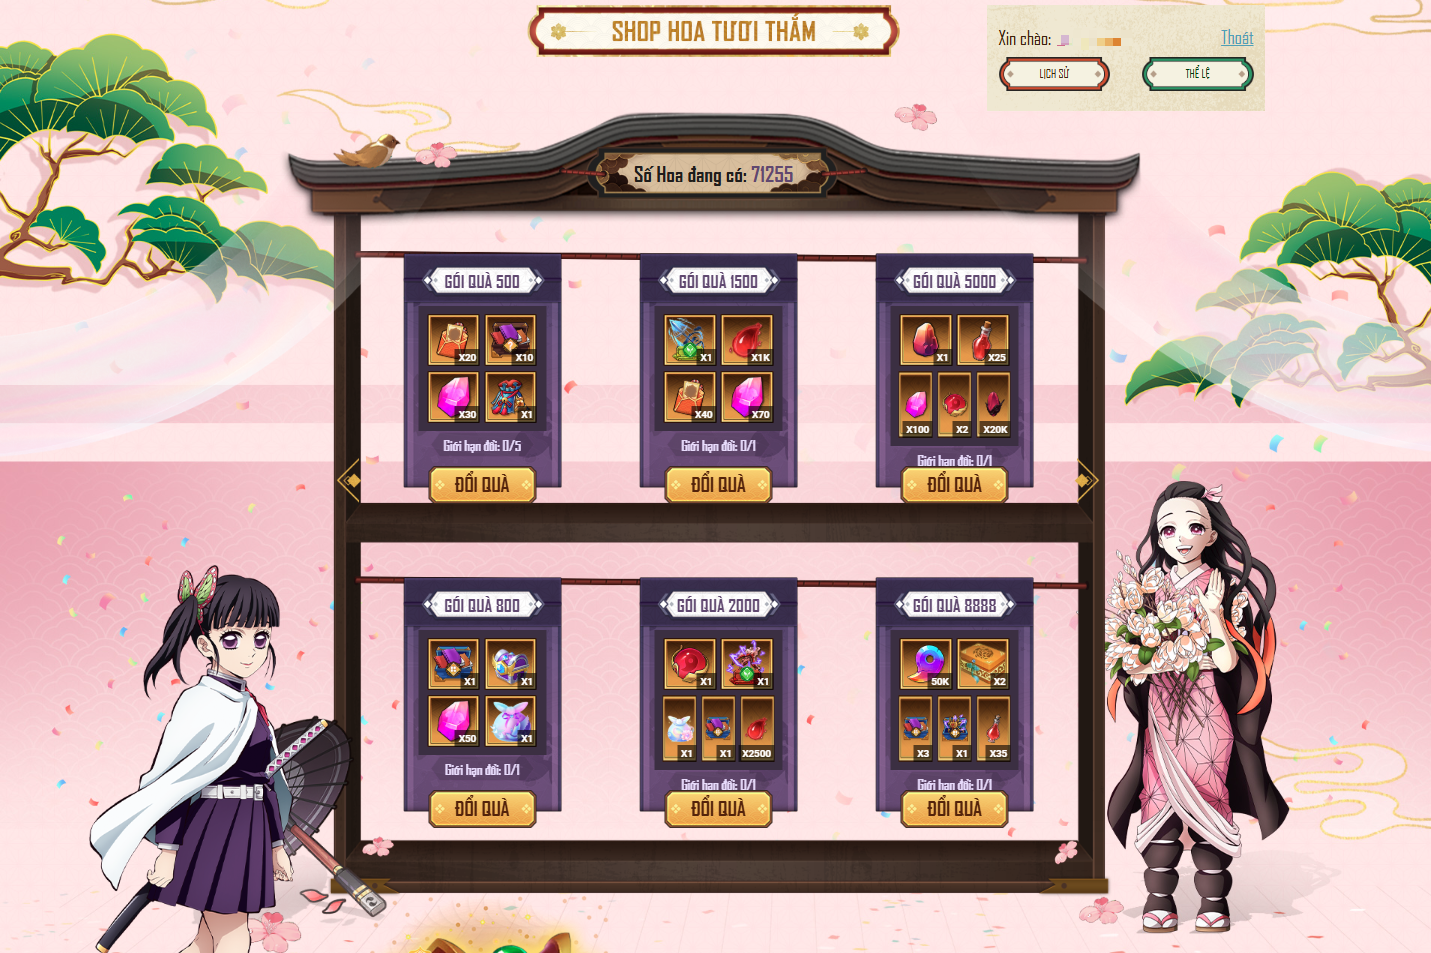 SHOP HOA TƯƠI THẮM
Xin chào:
Thoát
LỊCH SỬ
THỂ LỆ
Số Hoa đang có: 71255
GÓI QUÀ 500
X20
X10
X30
X1
Giới hạn đổi: 0/5
ĐỔI QUÀ
GÓI QUÀ 1500
X1
X1K
X40
X70
Giới hạn đổi: 0/1
ĐỔI QUÀ
GÓI QUÀ 5000
X1
X25
X100
X2
X20K
Giới hạn đổi: 0/1
ĐỔI QUÀ
GÓI QUÀ 800
X1
X1
X50
X1
Giới hạn đổi: 0/1
ĐỔI QUÀ
GÓI QUÀ 2000
X1
X1
X1
X1
X2500
Giới hạn đổi: 0/1
ĐỔI QUÀ
GÓI QUÀ 8888
50K
X2
X3
X1
X35
Giới hạn đổi: 0/1
ĐỔI QUÀ